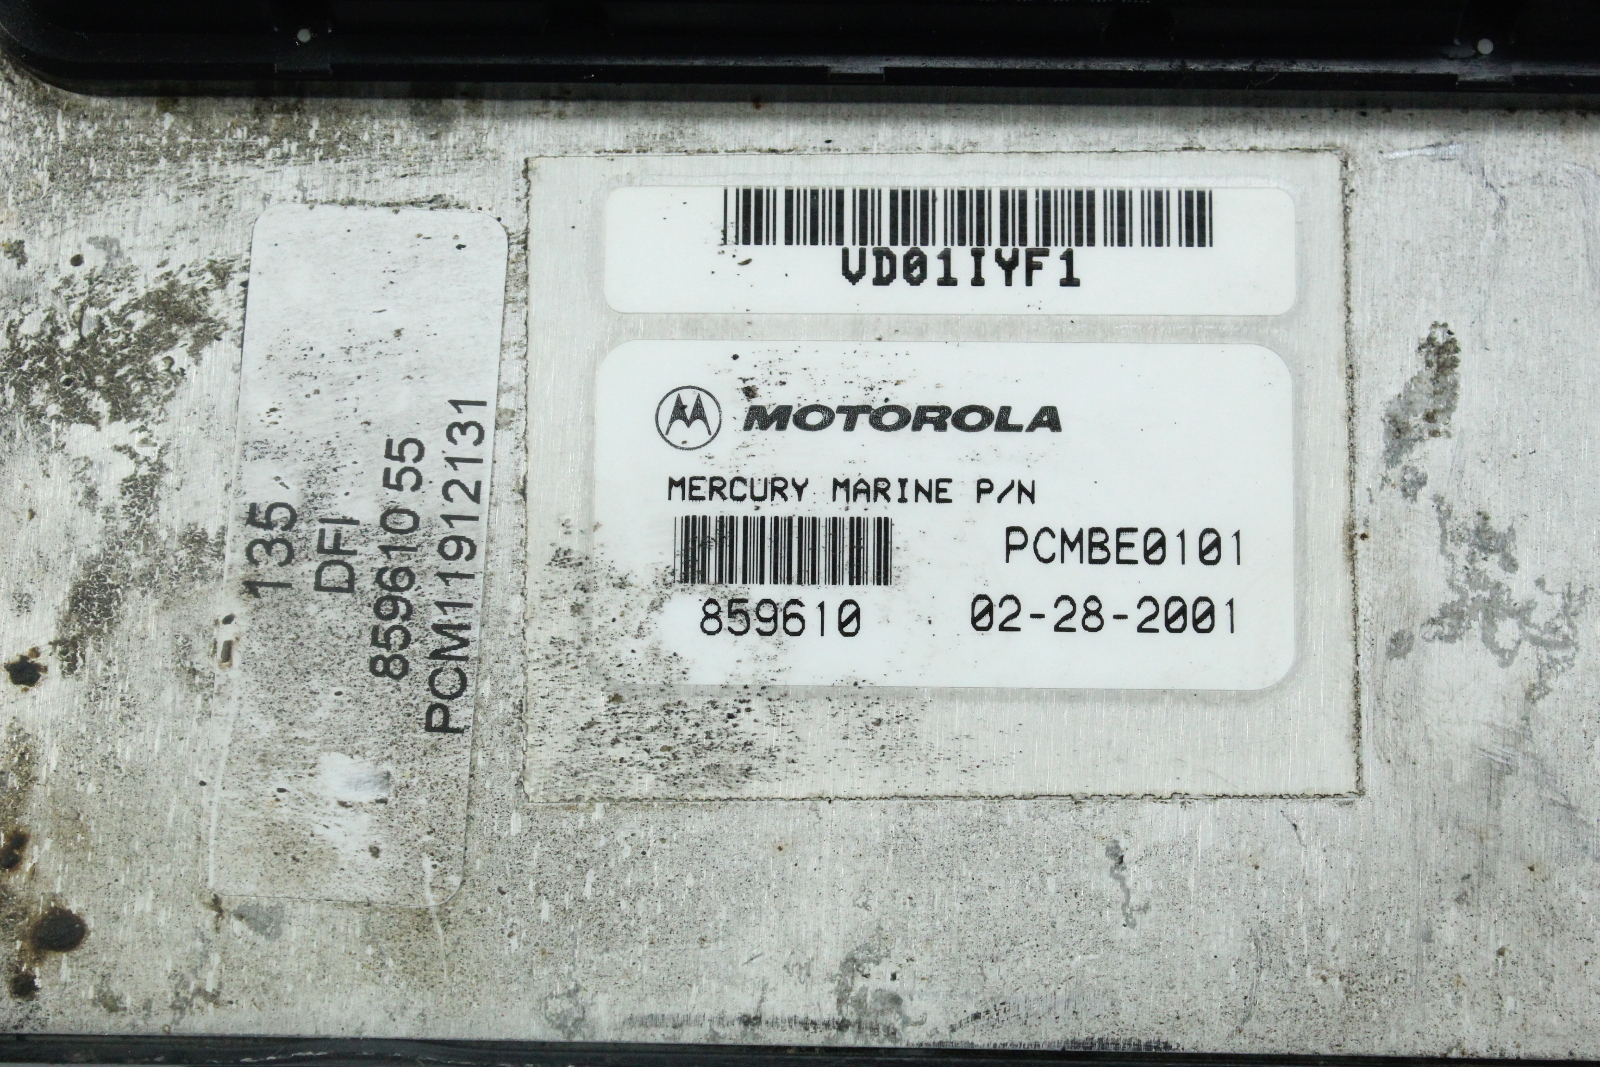 VD01IYF1
MOTOROLA
MERCURY MARINE P/N
PCMBE0101
859610 02-28-2001
135
DFI
859610 55
PCM11912131